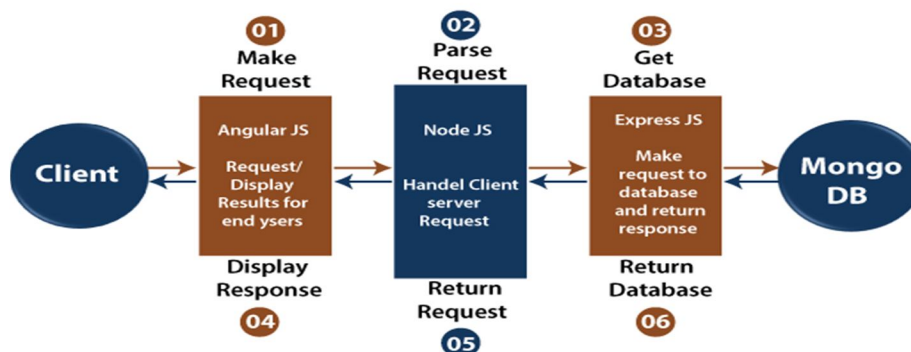 01
Make
Request
02
Parse
Request
03
Get
Database
Client
Angular JS
Request/
Display
Results for
end ysers
Node JS
Handel Client
server
Request
Express JS
Make
request to
database
and return
response
Mongo
DB
Display
Response
04
Return
Request
05
Return
Database
06